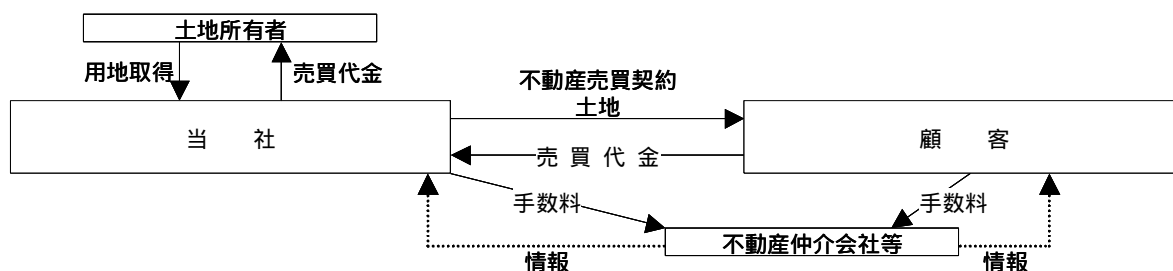 土地所有者
用地取得
売買代金
不動産売買契約
土地
当 社
顧 客
売買代金
手数料
手数料
不動産仲介会社等
情報
情報